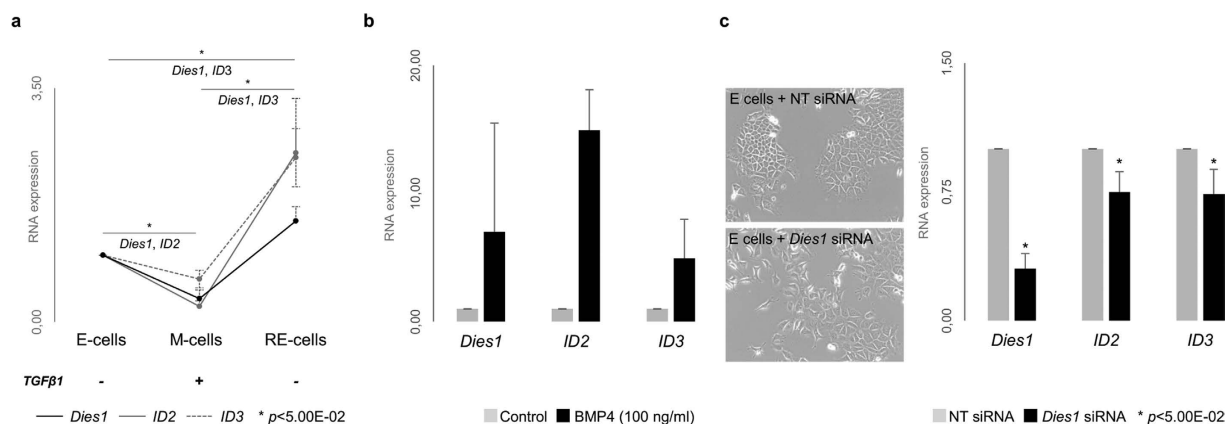 a
*
Dies1, ID3
*
Dies1, ID3
*
Dies1, ID2
3,50
RNA expression
0,00
E-cells M-cells RE-cells
TGFβ1 - + -
Dies1 ID2 ID3 * p<5.00E-02
b
20,00
10,00
0,00
RNA expression
Dies1 ID2 ID3
Control BMP4 (100 ng/ml)
c
E cells + NT siRNA
E cells + Dies1 siRNA
1,50
0,75
0,00
RNA expression
* * *
Dies1 ID2 ID3
NT siRNA Dies1 siRNA * p<5.00E-02